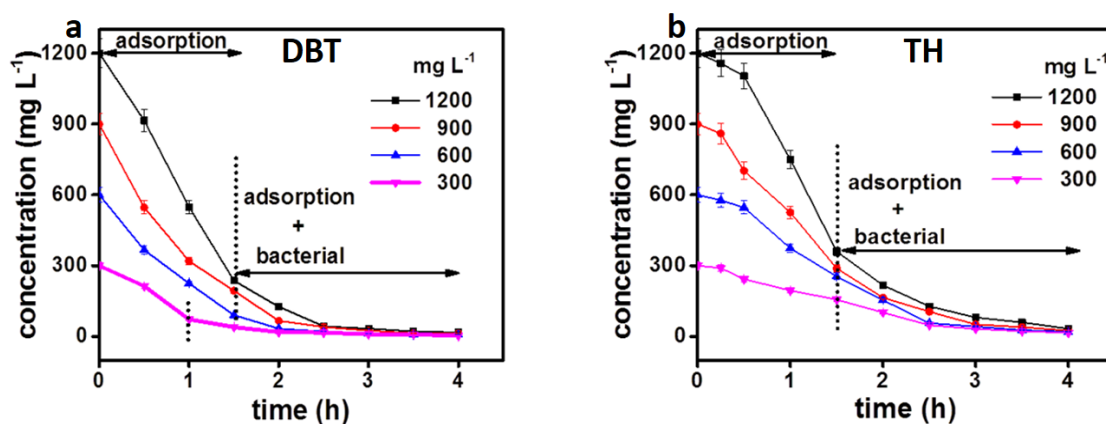 a
adsorption
DBT
mg L⁻¹
1200
900
600
300
adsorption
+
bacterial
concentration (mg L⁻¹)
1200
900
600
300
0
0 1 2 3 4
time (h)
b
adsorption
TH
mg L⁻¹
1200
900
600
300
adsorption
+
bacterial
concentration (mg L⁻¹)
1200
900
600
300
0
0 1 2 3 4
time (h)